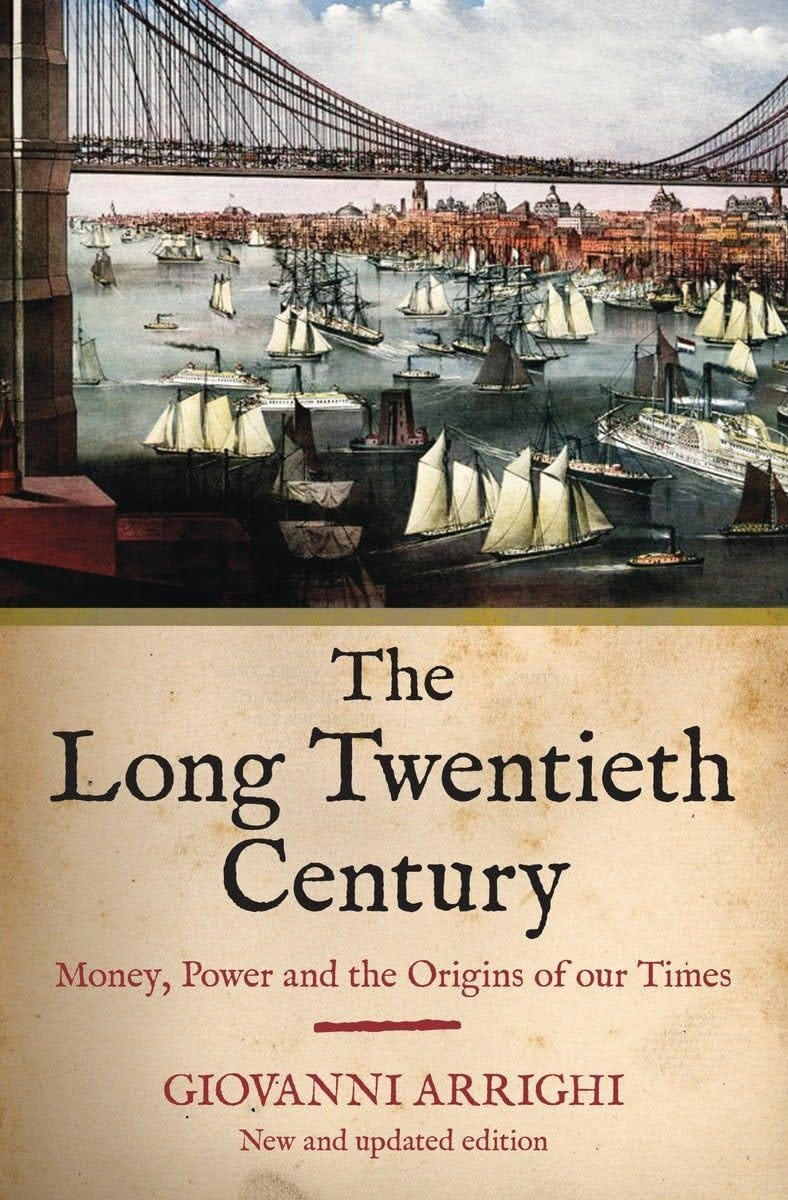 The
Long Twentieth
Century
Money, Power and the Origins of our Times
GIOVANNI ARRIGHI
New and updated edition